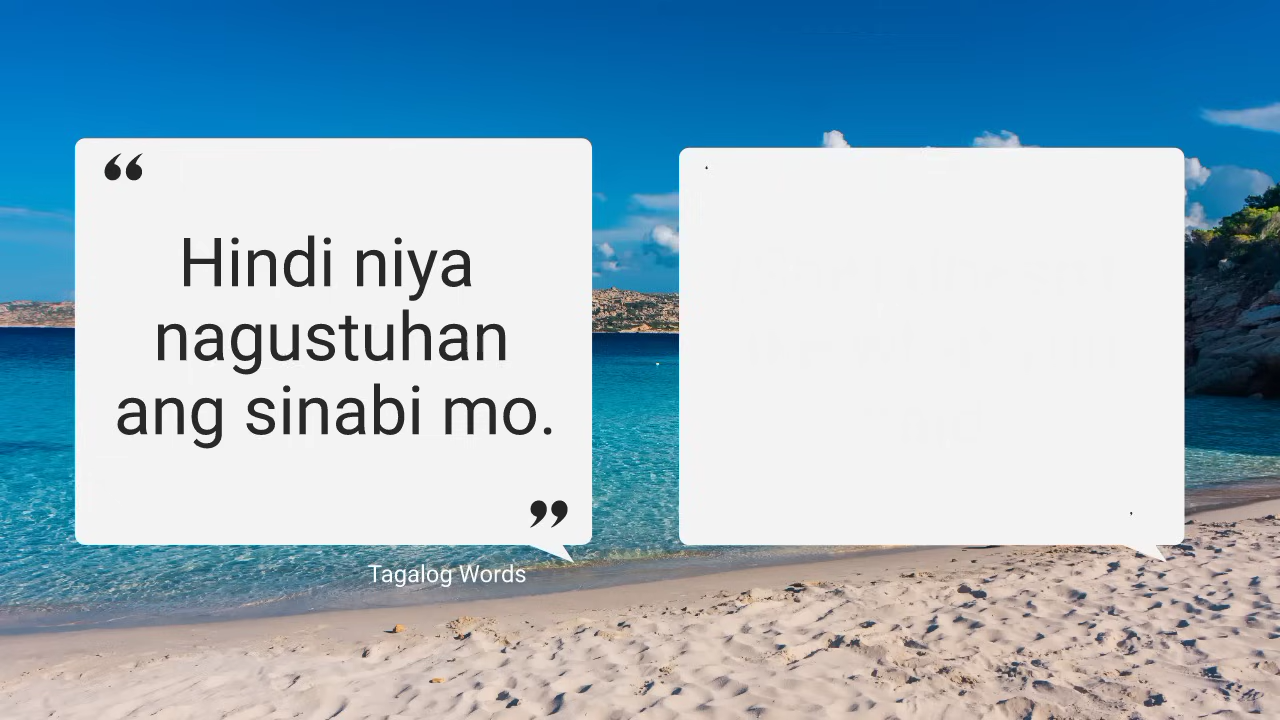 “
Hindi niya
nagustuhan
ang sinabi mo.
”
Tagalog Words